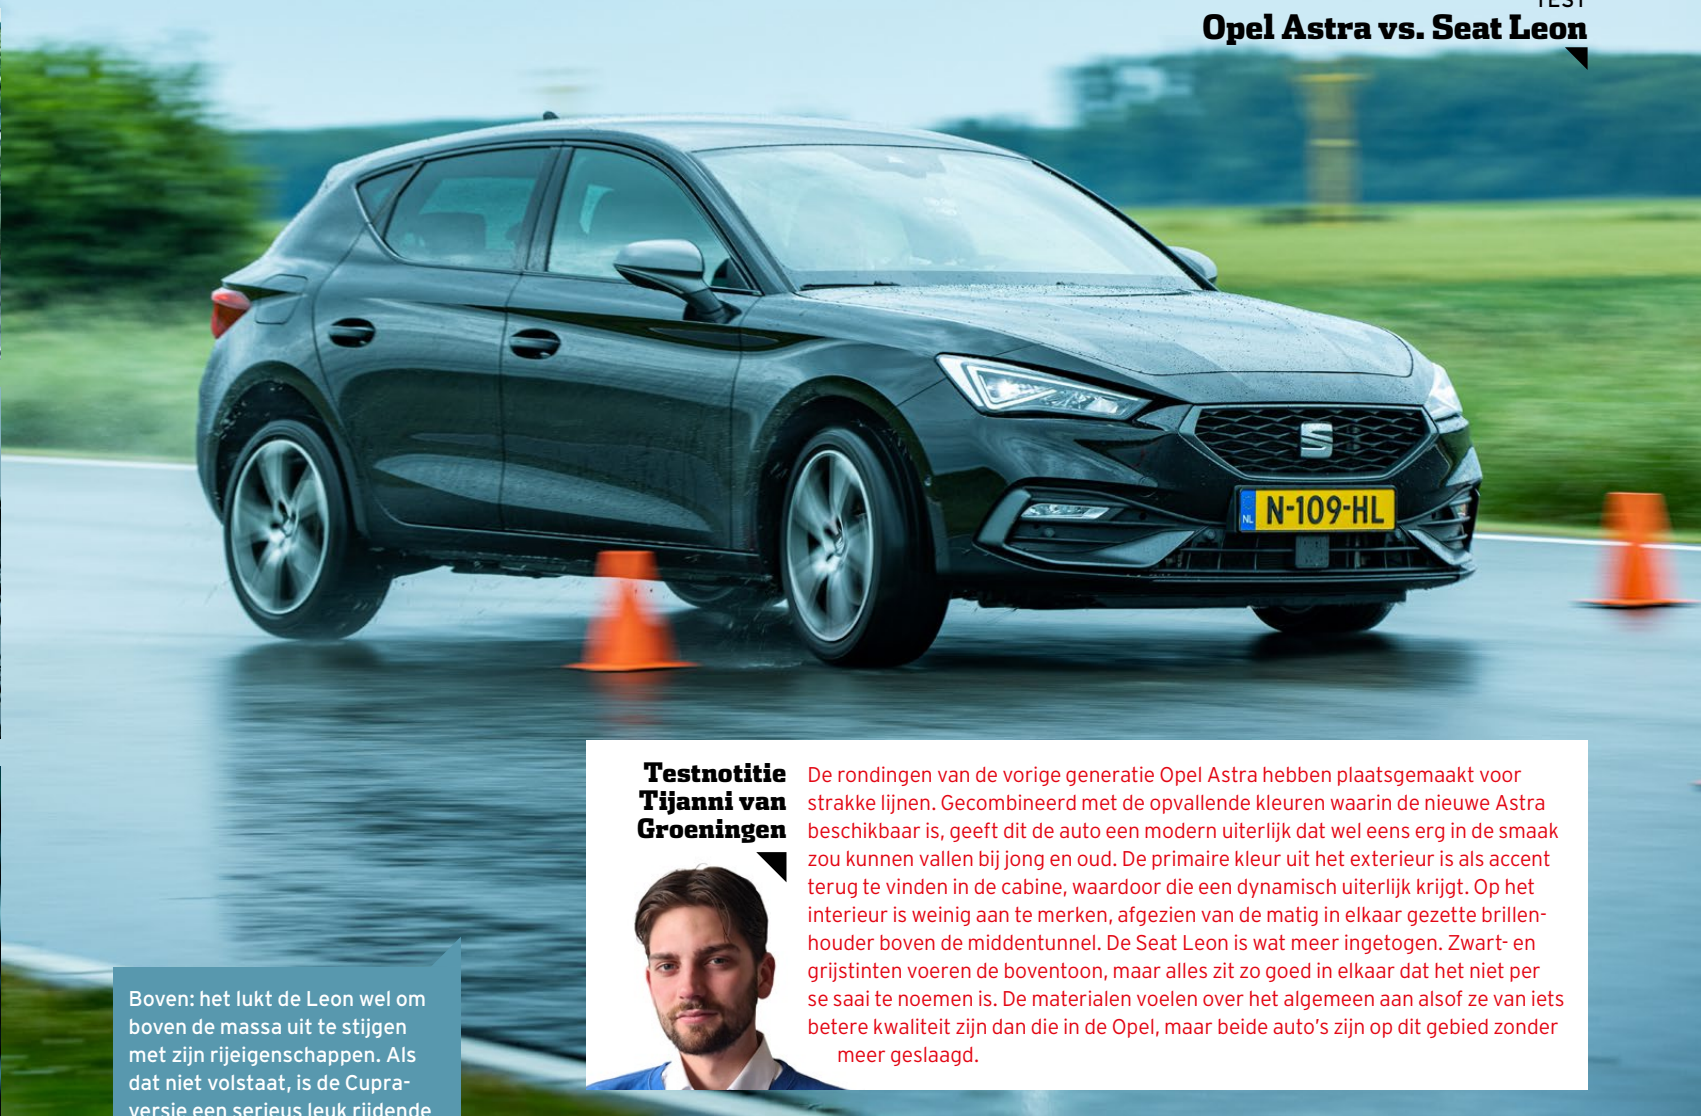 TEST
Opel Astra vs. Seat Leon
NL N-109-HL
Testnotitie
Tijanni van
Groeningen
De rondingen van de vorige generatie Opel Astra hebben plaatsgemaakt voor
strakke lijnen. Gecombineerd met de opvallende kleuren waarin de nieuwe Astra
beschikbaar is, geeft dit de auto een modern uiterlijk dat wel eens erg in de smaak
zou kunnen vallen bij jong en oud. De primaire kleur uit het exterieur is als accent
terug te vinden in de cabine, waardoor die een dynamisch uiterlijk krijgt. Op het
interieur is weinig aan te merken, afgezien van de matig in elkaar gezette brillen-
houder boven de middentunnel. De Seat Leon is wat meer ingetogen. Zwart- en
grijstinten voeren de boventoon, maar alles zit zo goed in elkaar dat het niet per
se saai te noemen is. De materialen voelen over het algemeen aan alsof ze van iets
betere kwaliteit zijn dan die in de Opel, maar beide auto's zijn op dit gebied zonder
meer geslaagd.
Boven: het lukt de Leon wel om
boven de massa uit te stijgen
met zijn rijeigenschappen. Als
dat niet volstaat, is de Cupra-
versie een serieus leuk rijdende